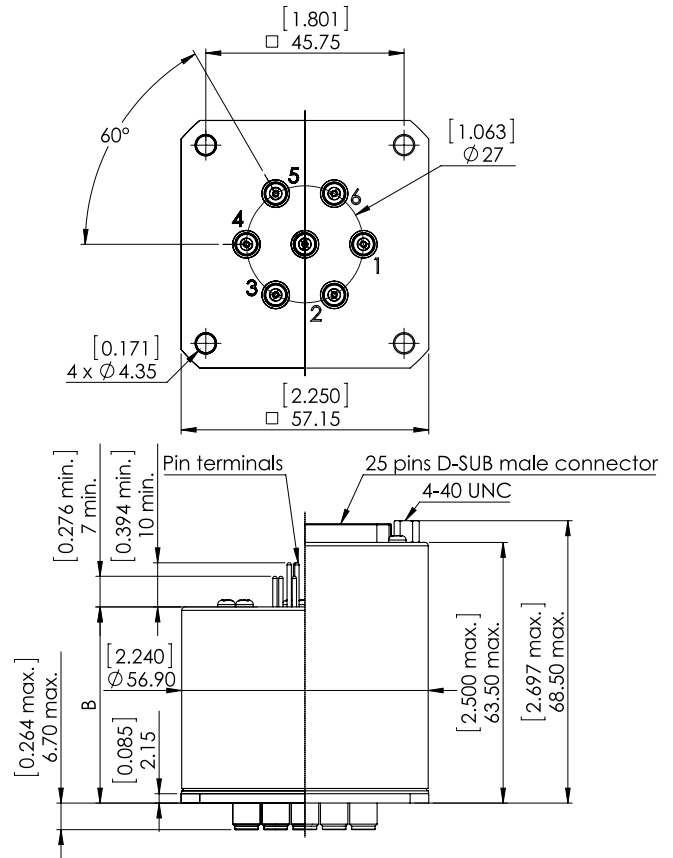 [1.801]
□ 45.75
60°
[1.063]
Ø 27
5
6
4
1
3
2
[0.171]
4 x Ø 4.35
[2.250]
□ 57.15
Pin terminals
25 pins D-SUB male connector
4-40 UNC
[0.276 min.]
7 min.
[0.394 min.]
10 min.
[2.240]
Ø 56.90
B
[0.264 max.]
6.70 max.
[0.085]
2.15
[2.500 max.]
63.50 max.
[2.697 max.]
68.50 max.